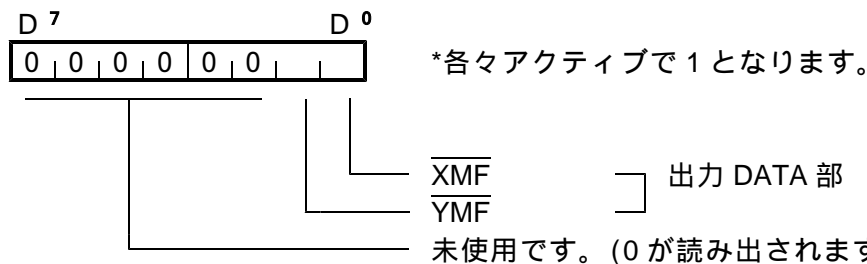 D 7 D 0
0 0 0 0 0 0 *各々アクティブで1となります。
XMF 出力 DATA 部
YMF
未使用です。(0 が読み出されます